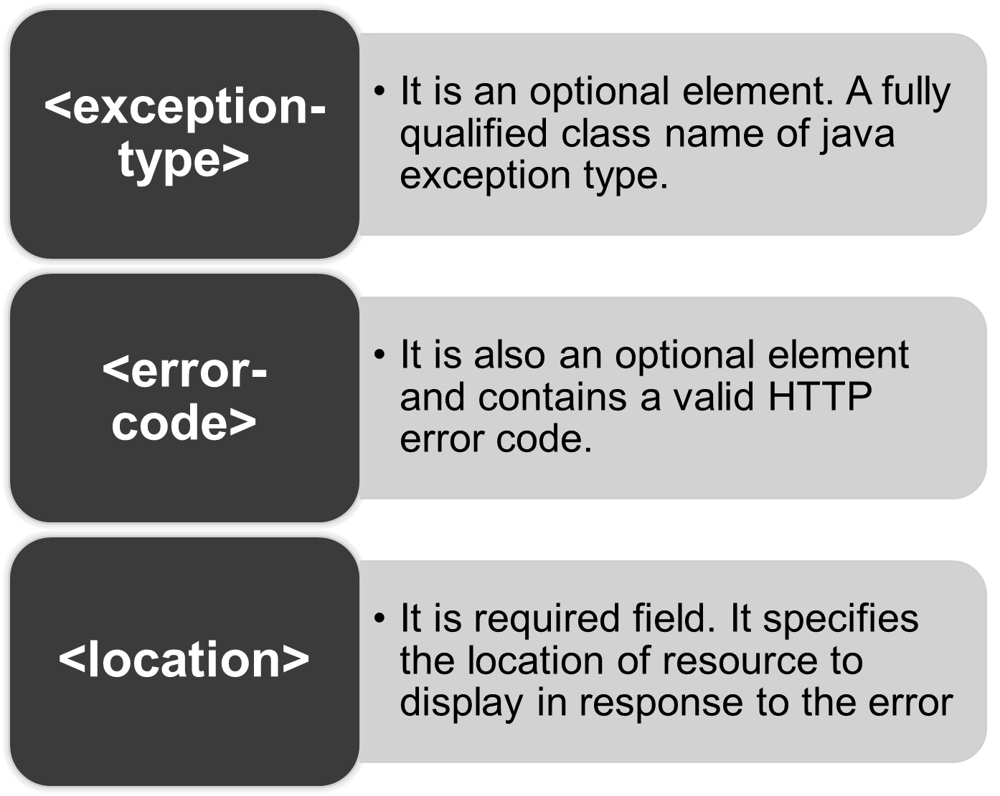 <exception-
type>
• It is an optional element. A fully
qualified class name of java
exception type.
<error-
code>
• It is also an optional element
and contains a valid HTTP
error code.
<location>
• It is required field. It specifies
the location of resource to
display in response to the error